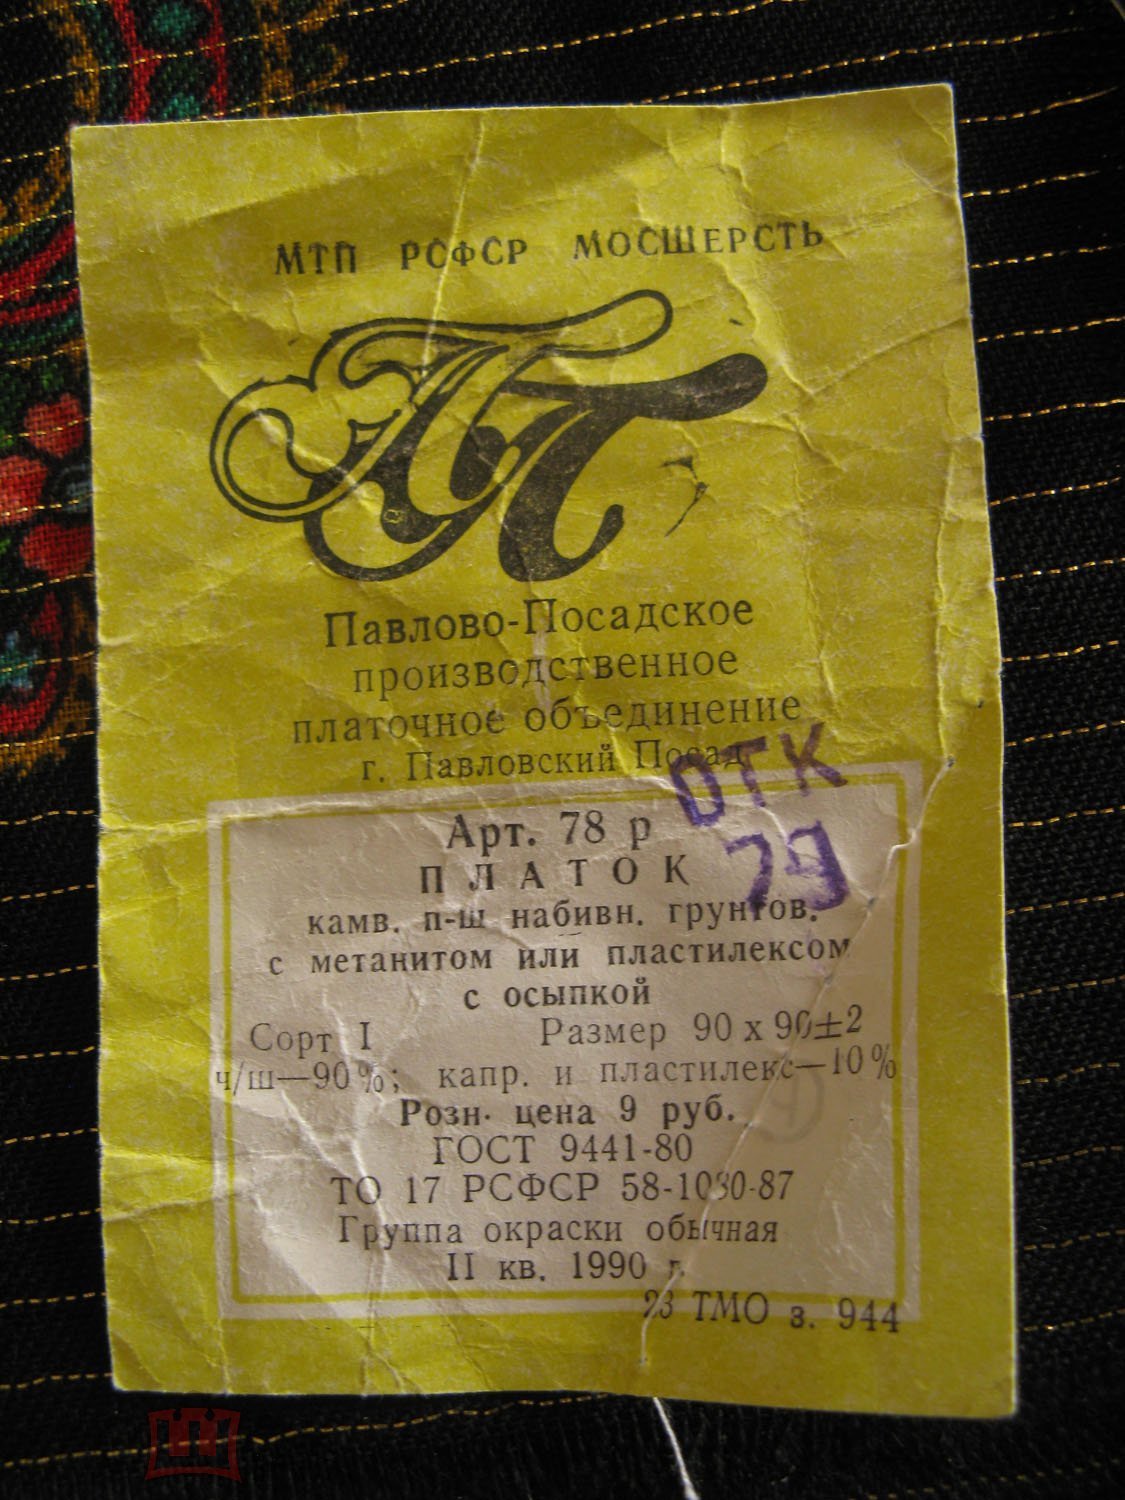 МТП РСФСР МОСШЕРСТЬ
ПП
Павлово-Посадское
производственное
платочное объединение
г. Павловский Посад
ОТК
79
Арт. 78 р
ПЛАТОК
камв. п-ш набивн. грунтов.
с метанитом или пластилексом
с осыпкой
Сорт I Размер 90 х 90±2
ч/ш—90%; капр. и пластилекс—10%
Розн. цена 9 руб.
ГОСТ 9441-80
ТО 17 РСФСР 58-1080-87
Группа окраски обычная
II кв. 1990 г.
23 ТМО з. 944